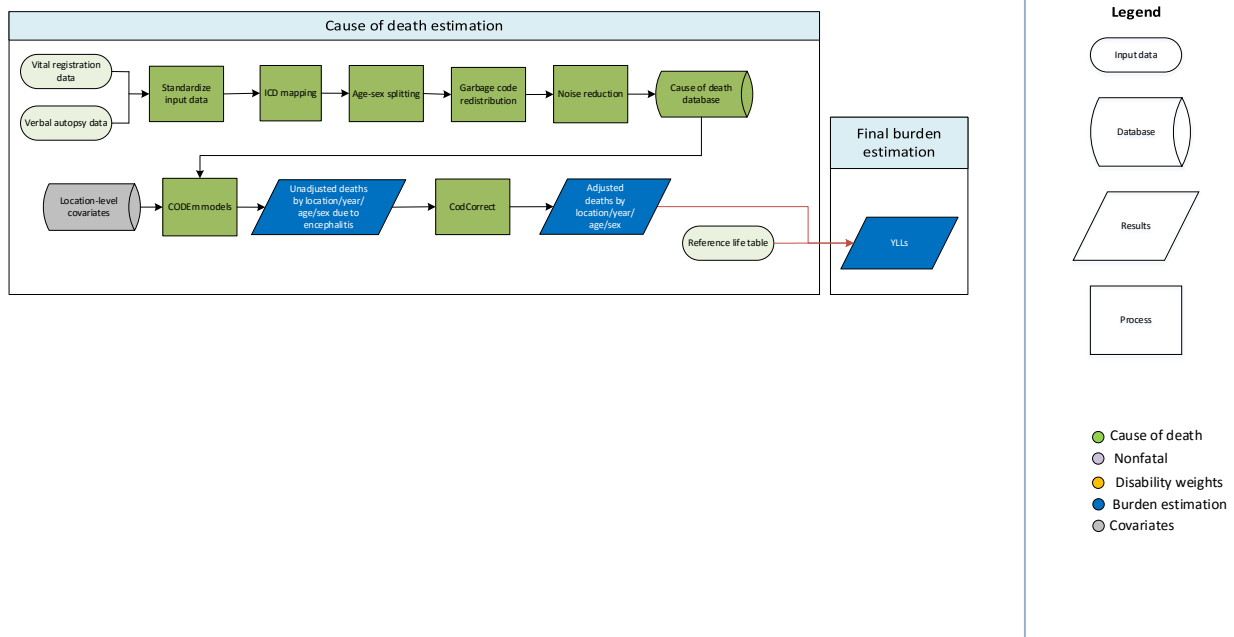 Cause of death estimation
Vital registration
data
Verbal autopsy data
Standardize
input data
ICD mapping
Age-sex splitting
Garbage code
redistribution
Noise reduction
Cause of death
database
Location-level
covariates
CODEm models
Unadjusted deaths
by location/year/
age/sex due to
encephalitis
CodCorrect
Adjusted
deaths by
location/year/
age/sex
Reference life table
Final burden
estimation
YLLs
Legend
Input data
Database
Results
Process
Cause of death
Nonfatal
Disability weights
Burden estimation
Covariates